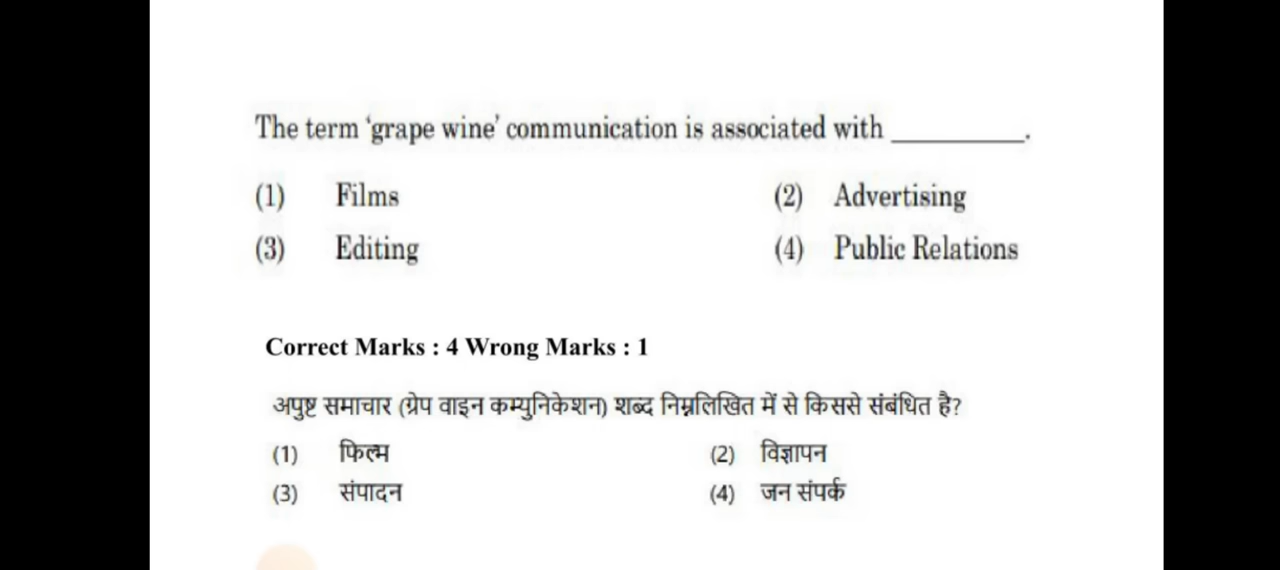 The term ‘grape wine’ communication is associated with __________.
(1) Films (2) Advertising
(3) Editing (4) Public Relations
Correct Marks : 4 Wrong Marks : 1
अपुष्ट समाचार (ग्रेप वाइन कम्युनिकेशन) शब्द निम्नलिखित में से किससे संबंधित है?
(1) फिल्म (2) विज्ञापन
(3) संपादन (4) जन संपर्क